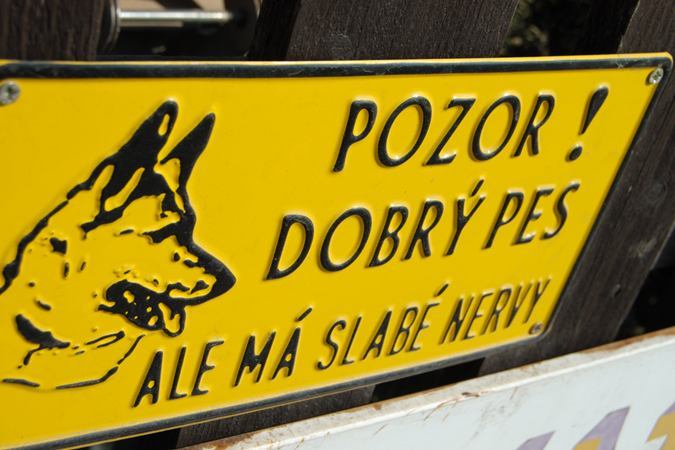 POZOR !
DOBRÝ PES
ALE MÁ SLABÉ NERVY